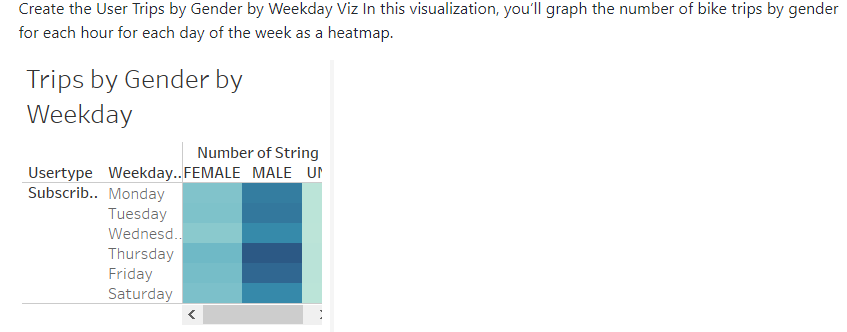 Create the User Trips by Gender by Weekday Viz In this visualization, you'll graph the number of bike trips by gender
for each hour for each day of the week as a heatmap.
Trips by Gender by
Weekday
Number of String
Usertype Weekday.. FEMALE MALE UN
Subscrib.. Monday
Tuesday
Wednesd..
Thursday
Friday
Saturday